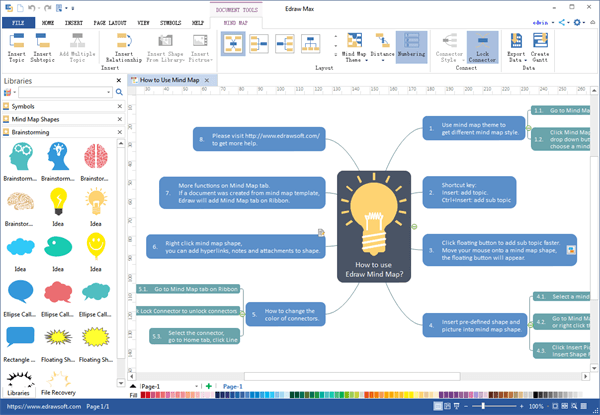 DOCUMENT TOOLS
Edraw Max
FILE HOME INSERT PAGE LAYOUT VIEW SYMBOLS HELP MIND MAP
edwin
Insert Topic
Insert Subtopic
Add Multiple Topics
Insert Relationship
Insert Shape From Library
Insert Picture
Mind Map Theme
Distance
Numbering
Connector Style
Lock Connector
Export Data
Create Gantt
Insert
Layout
Connect
Data
Libraries
How to Use Mind Map
Symbols
Mind Map Shapes
Brainstorming
Brainstorm...
Brainstorm...
Brainstorm...
Brainstorm...
Idea
Idea
Idea
Idea
Idea
Ellipse Call...
Ellipse Call...
Ellipse Call...
Rectangle ...
Floating Sh...
Floating Sh...
Libraries
File Recovery
8. Please visit http://www.edrawsoft.com/
to get more help.
7. More functions on Mind Map tab.
If a document was created from mind map template,
Edraw will add Mind Map tab on Ribbon.
6. Right click mind map shape,
you can add hyperlinks, notes and attachments to shape.
5. How to change the
color of connectors.
5.1. Go to Mind Map tab on Ribbon
Lock Connector to unlock connectors
5.3. Select the connector,
go to Home tab, click Line
How to use
Edraw Mind Map?
1. Use mind map theme to
get different mind map style.
1.1. Go to Mind Ma
1.2. Click Mind Map
drop down but
choose a mind
2. Shortcut key:
Insert: add topic.
Ctrl+Insert: add sub topic
3. Click floating button to add sub topic faster.
Move your mouse onto a mind map shape,
the floating button will appear.
4. Insert pre-defined shape and
picture into mind map shape.
4.1. Select a mind
4.2. Go to Mind Ma
or right click t
4.3. Click Insert Pi
Insert Shape F
Page-1
Page-1
Fill
https://www.edrawsoft.com Page 1/1
100%